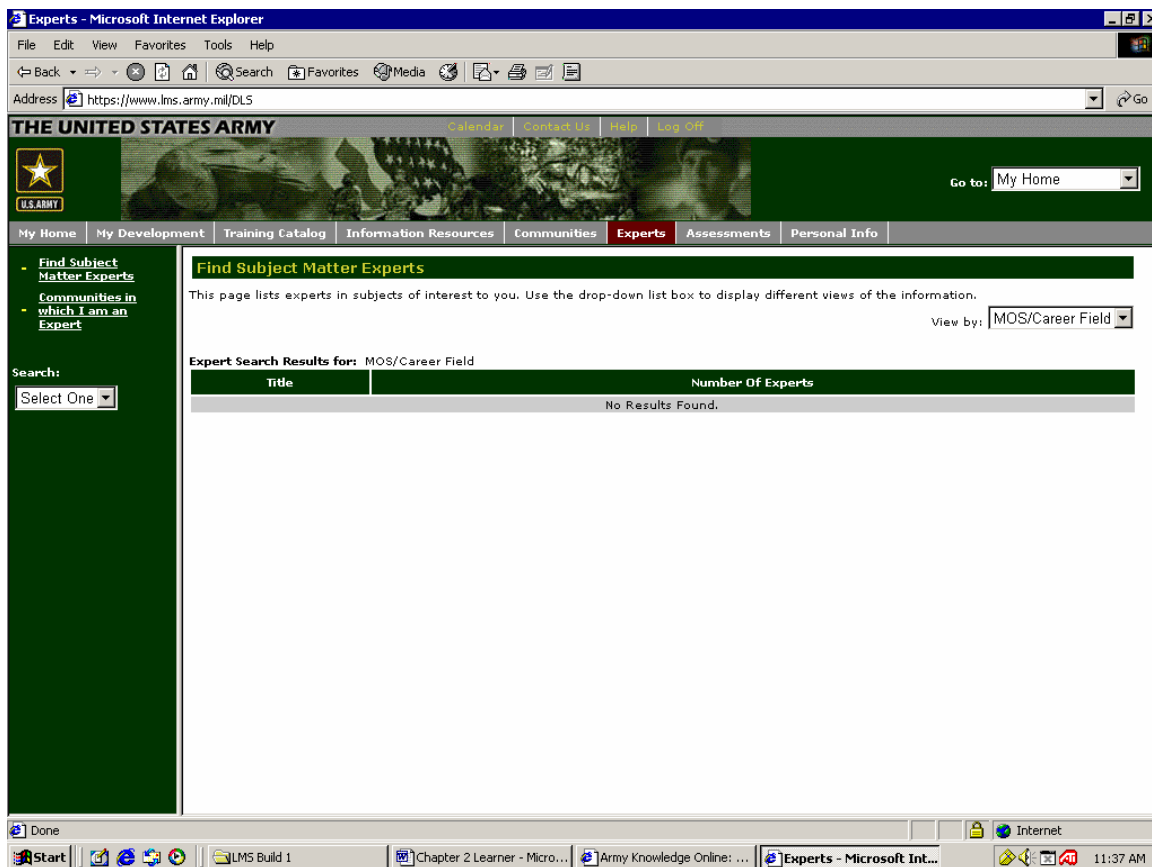 Experts - Microsoft Internet Explorer
File Edit View Favorites Tools Help
Back Search Favorites Media
Address https://www.lms.army.mil/DLS Go
THE UNITED STATES ARMY Calendar Contact Us Help Log Off
U.S.ARMY
Go to: My Home
My Home My Development Training Catalog Information Resources Communities Experts Assessments Personal Info
- Find Subject
Matter Experts
Communities in
- which I am an
Expert
Search:
Select One
Find Subject Matter Experts
This page lists experts in subjects of interest to you. Use the drop-down list box to display different views of the information.
View by: MOS/Career Field
Expert Search Results for: MOS/Career Field
Title Number Of Experts
No Results Found.
Done Internet
Start LMS Build 1 Chapter 2 Learner - Micro... Army Knowledge Online: ... Experts - Microsoft Int... 11:37 AM